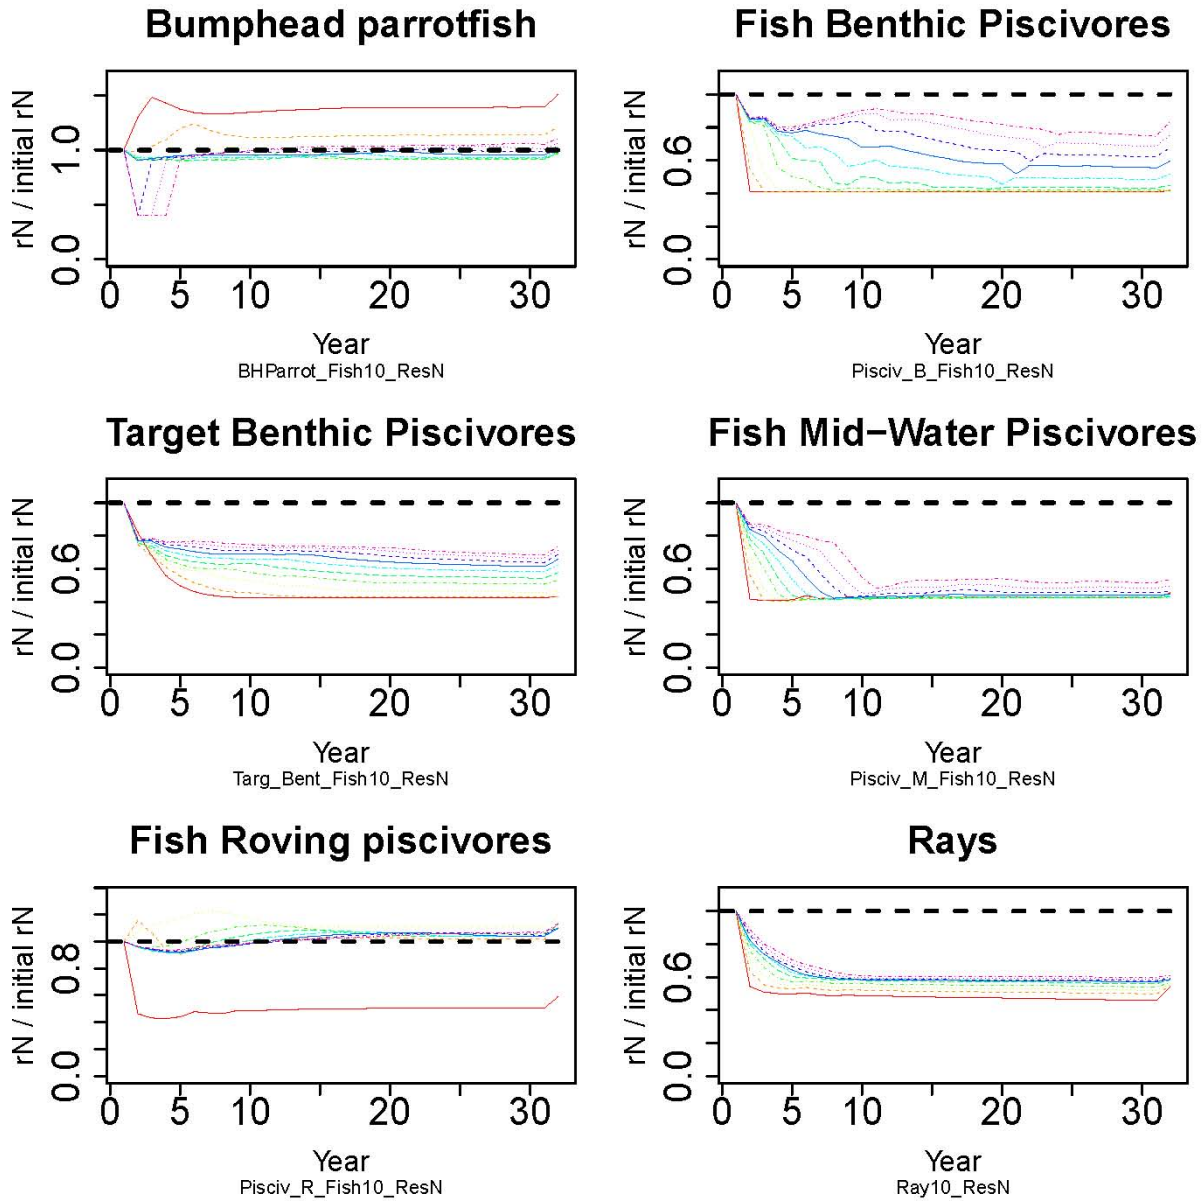 Bumphead parrotfish
rN / initial rN
0.0 1.0
0 5 10 20 30
Year
BHParrot_Fish10_ResN
Fish Benthic Piscivores
rN / initial rN
0.0 0.6
0 5 10 20 30
Year
Pisciv_B_Fish10_ResN
Target Benthic Piscivores
rN / initial rN
0.0 0.6
0 5 10 20 30
Year
Targ_Bent_Fish10_ResN
Fish Mid−Water Piscivores
rN / initial rN
0.0 0.6
0 5 10 20 30
Year
Pisciv_M_Fish10_ResN
Fish Roving piscivores
rN / initial rN
0.0 0.8
0 5 10 20 30
Year
Pisciv_R_Fish10_ResN
Rays
rN / initial rN
0.0 0.6
0 5 10 20 30
Year
Ray10_ResN